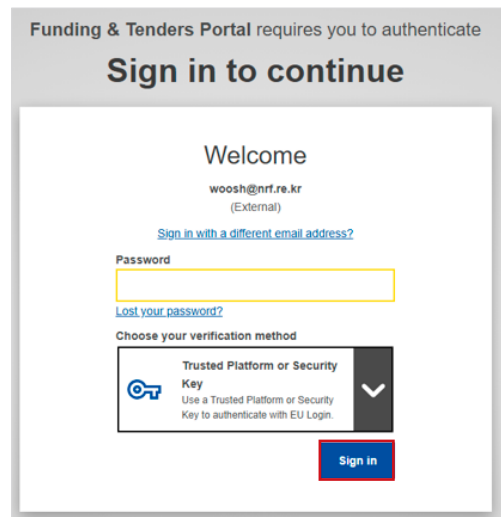 Funding & Tenders Portal requires you to authenticate
Sign in to continue
Welcome
woosh@nrf.re.kr
(External)
Sign in with a different email address?
Password
Lost your password?
Choose your verification method
Trusted Platform or Security
Key
Use a Trusted Platform or Security
Key to authenticate with EU Login.
Sign in